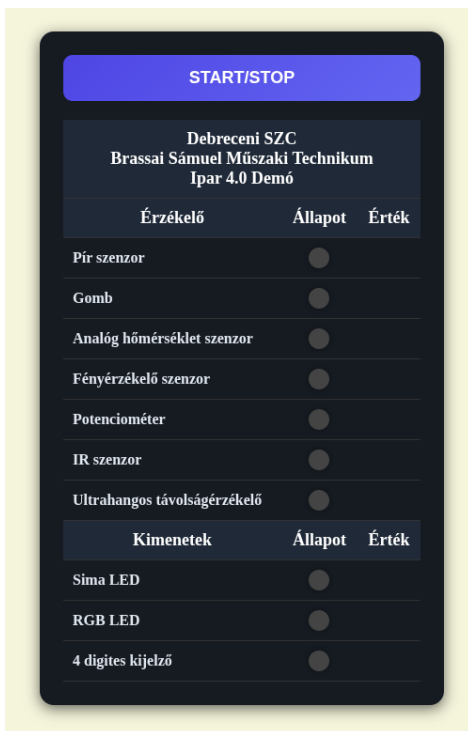 START/STOP
Debreceni SZC
Brassai Sámuel Műszaki Technikum
Ipar 4.0 Demó
Érzékelő Állapot Érték
Pír szenzor
Gomb
Analóg hőmérséklet szenzor
Fényérzékelő szenzor
Potenciométer
IR szenzor
Ultrahangos távolságérzékelő
Kimenetek Állapot Érték
Sima LED
RGB LED
4 digites kijelző